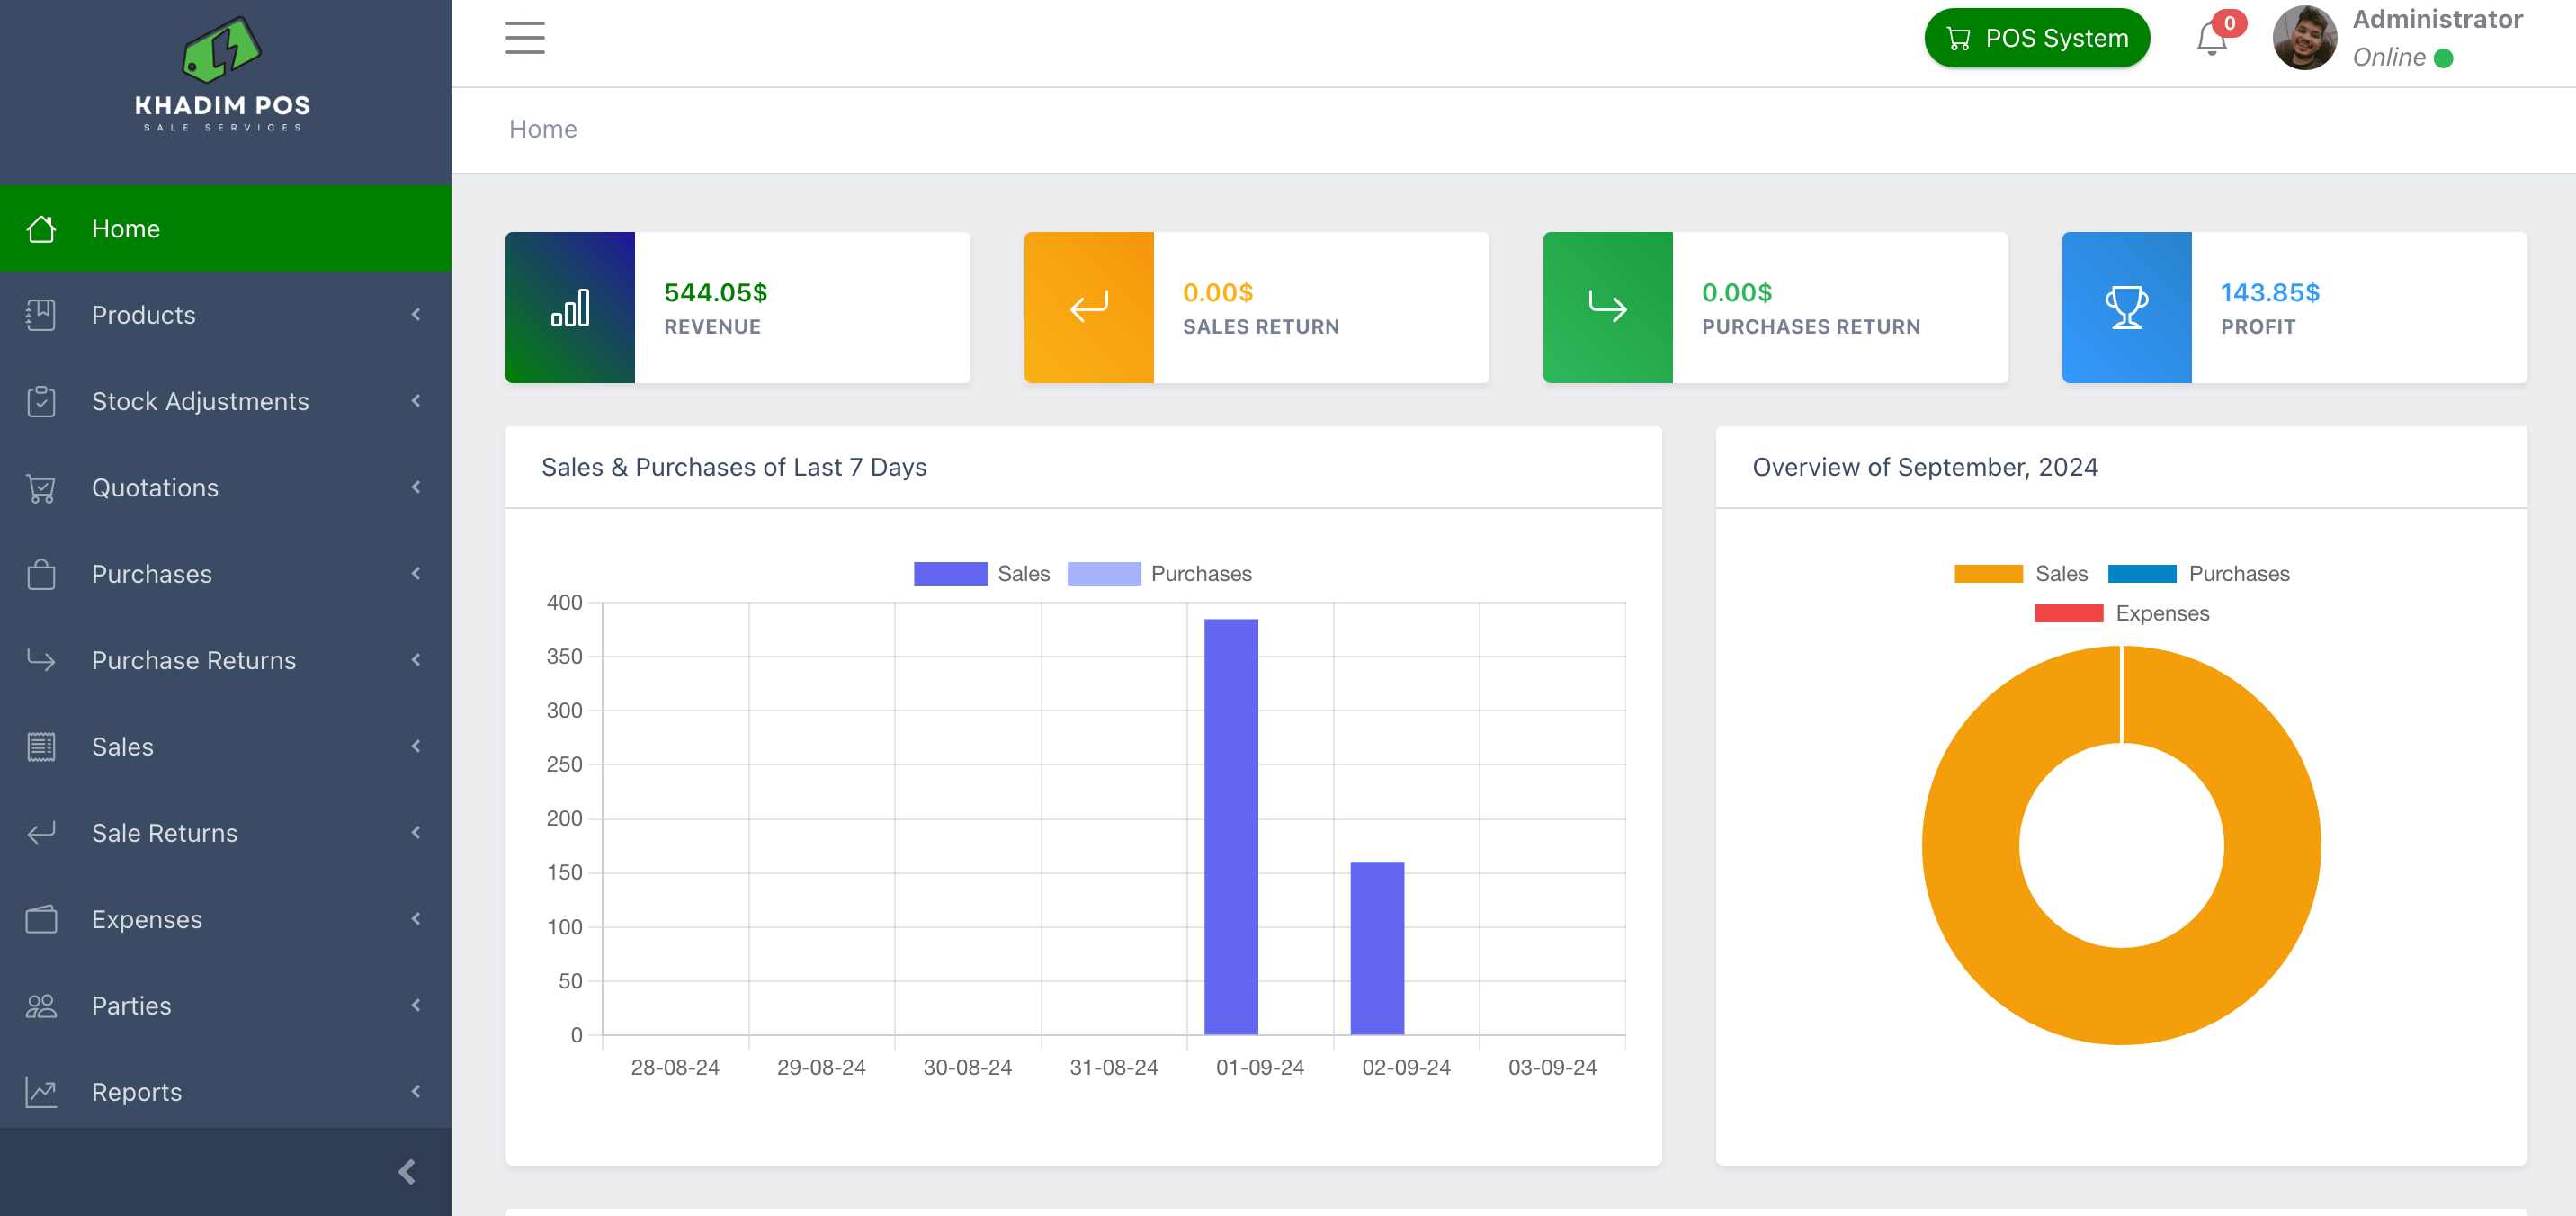 KHADIM POS
SALE SERVICES
Home
Products
Stock Adjustments
Quotations
Purchases
Purchase Returns
Sales
Sale Returns
Expenses
Parties
Reports
POS System
0
Administrator
Online
Home
544.05$
REVENUE
0.00$
SALES RETURN
0.00$
PURCHASES RETURN
143.85$
PROFIT
Sales & Purchases of Last 7 Days
Sales Purchases
400
350
300
250
200
150
100
50
0
28-08-24 29-08-24 30-08-24 31-08-24 01-09-24 02-09-24 03-09-24
Overview of September, 2024
Sales Purchases
Expenses